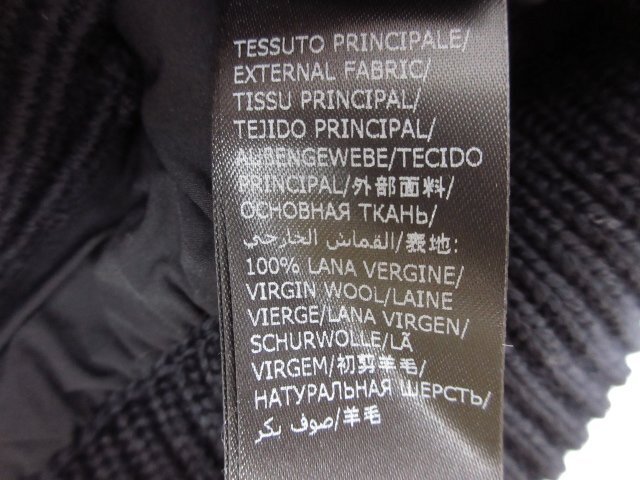 TESSUTO PRINCIPALE/
EXTERNAL FABRIC/
TISSU PRINCIPAL/
TEJIDO PRINCIPAL/
AUßENGEWEBE/TECIDO
PRINCIPAL/外部面料/
ОСНОВНАЯ ТКАНЬ/
القماش الخارجي/表地:
100% LANA VERGINE/
VIRGIN WOOL/LAINE
VIERGE/LANA VIRGEN/
SCHURWOLLE/LÃ
VIRGEM/初剪羊毛/
НАТУРАЛЬНАЯ ШЕРСТЬ/
صوف بكر/羊毛